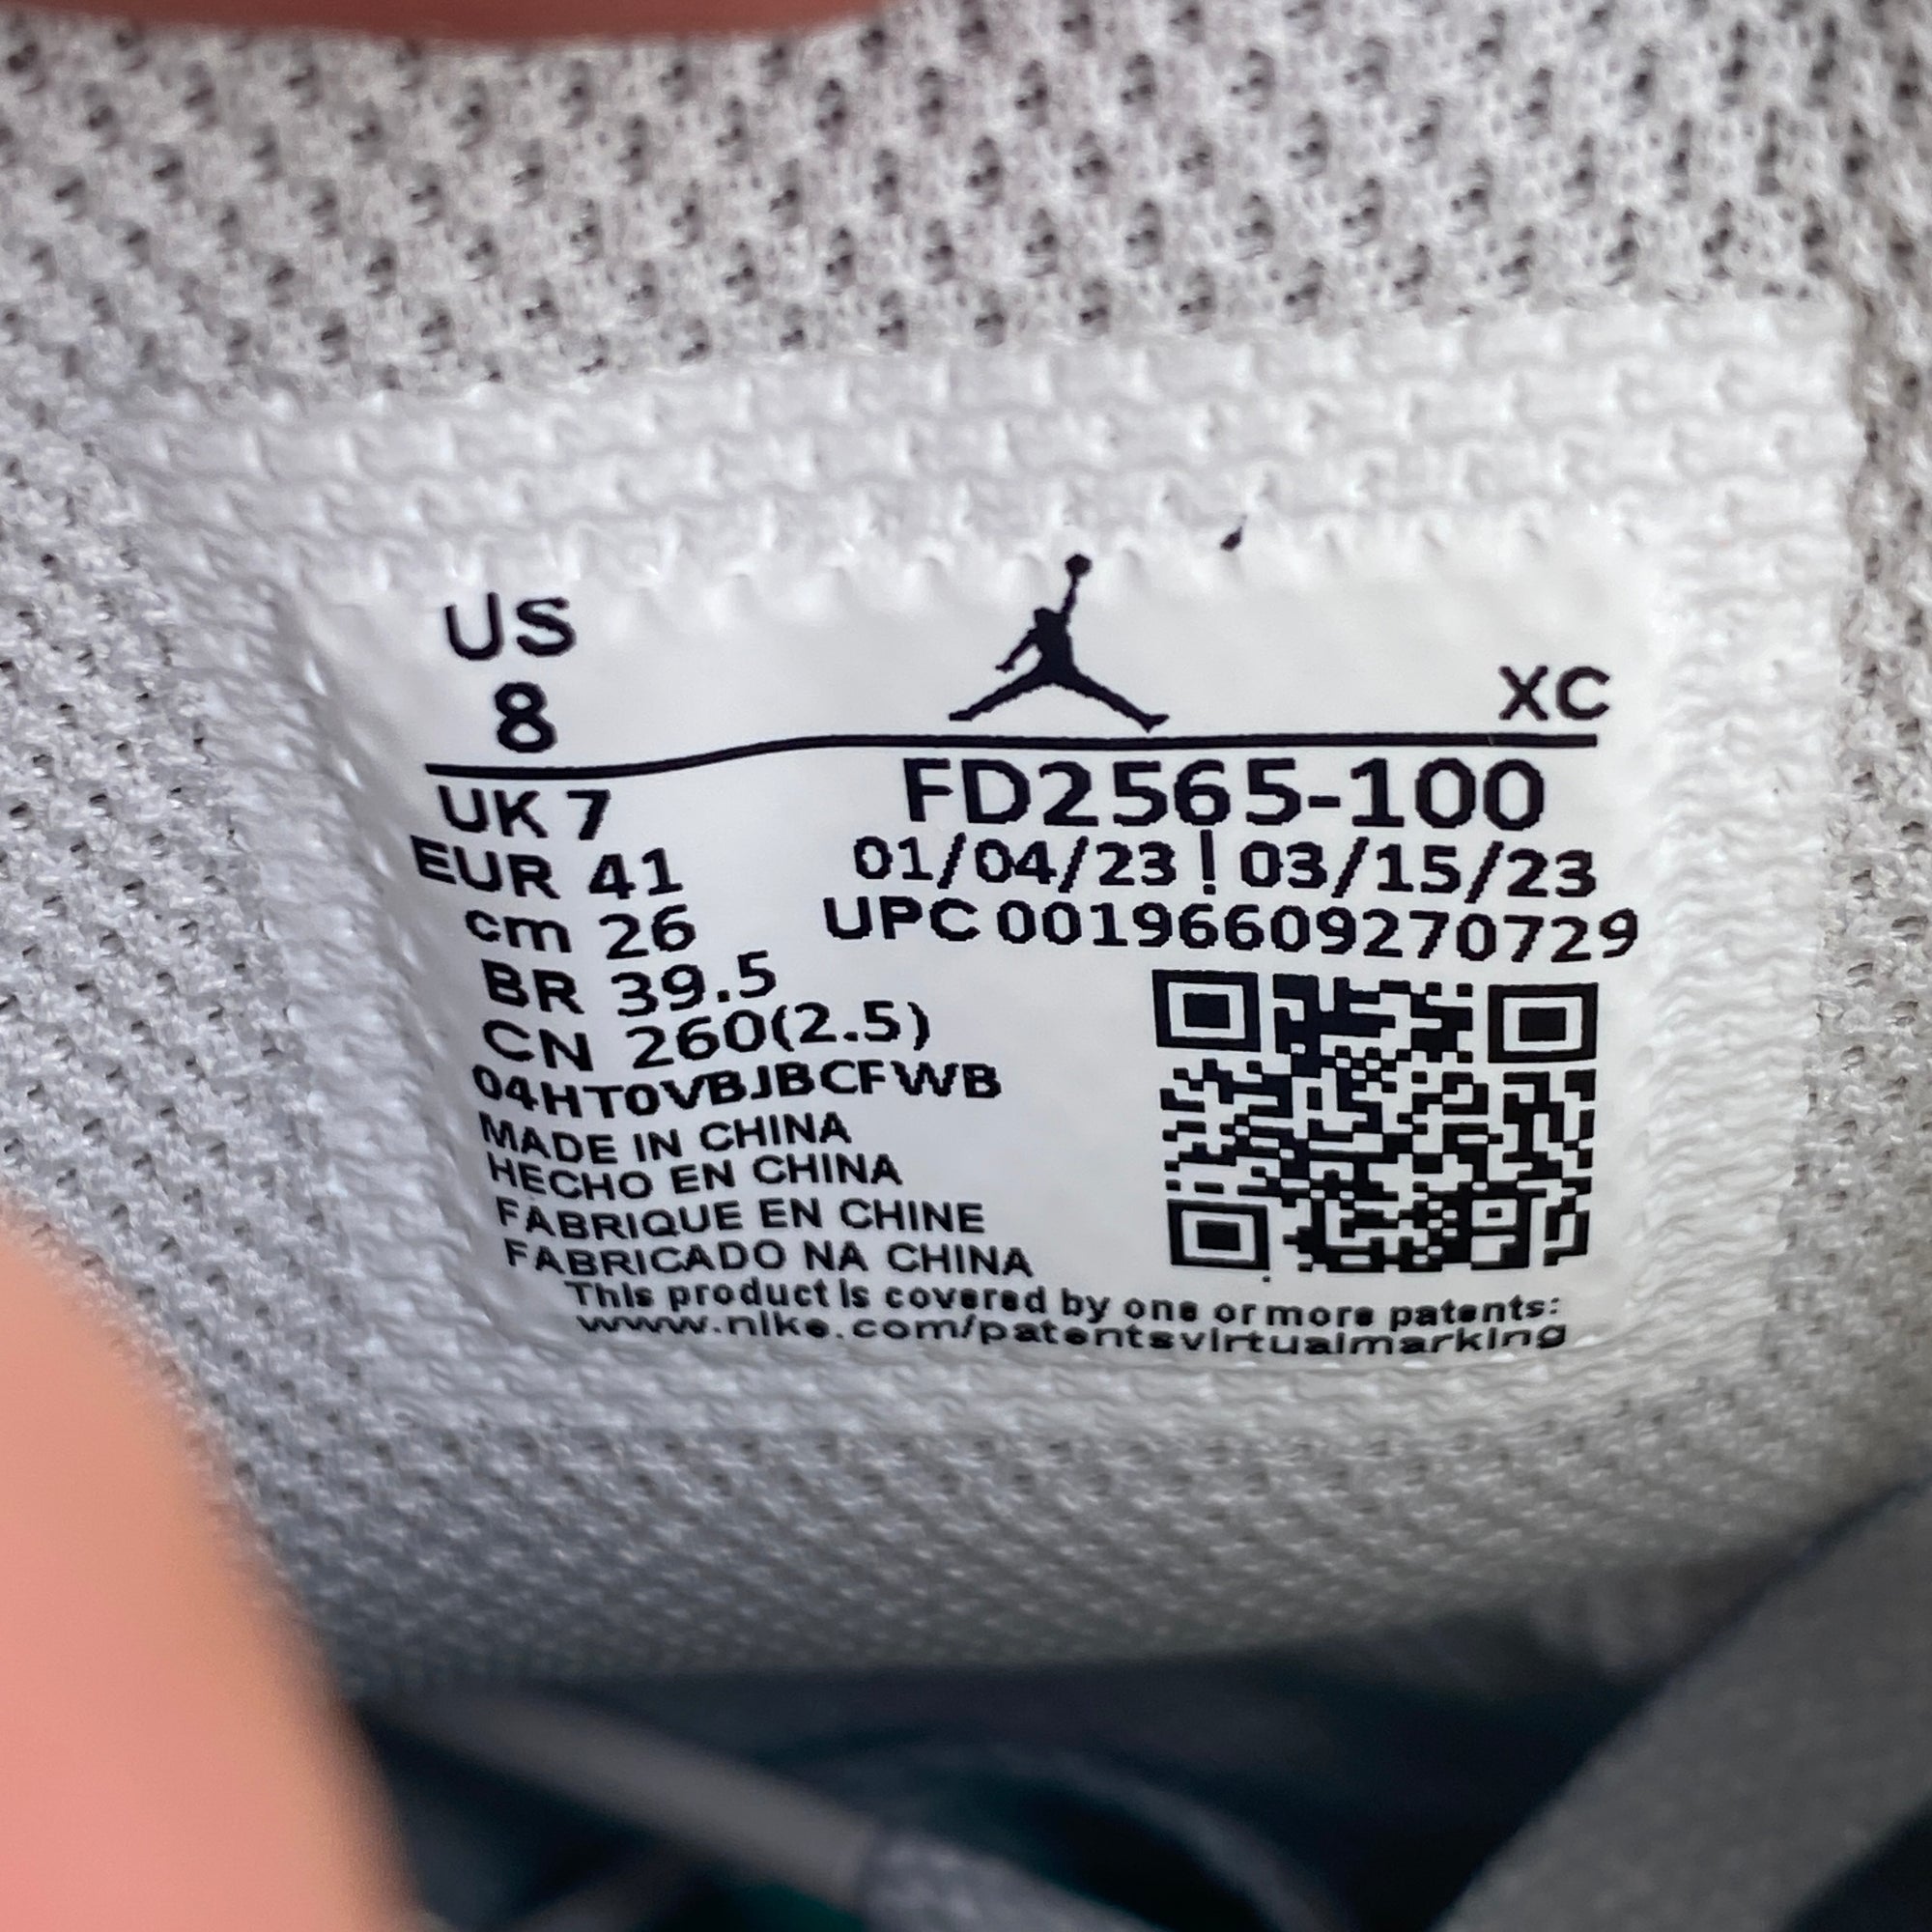 US
8
XC
UK 7
FD2565-100
EUR 41
01/04/23 ! 03/15/23
cm 26
UPC 00196609270729
BR 39.5
CN 260(2.5)
04HT0VBJBCFWB
MADE IN CHINA
HECHO EN CHINA
FABRIQUE EN CHINE
FABRICADO NA CHINA
This product is covered by one or more patents:
www.nike.com/patentsvirtualmarking